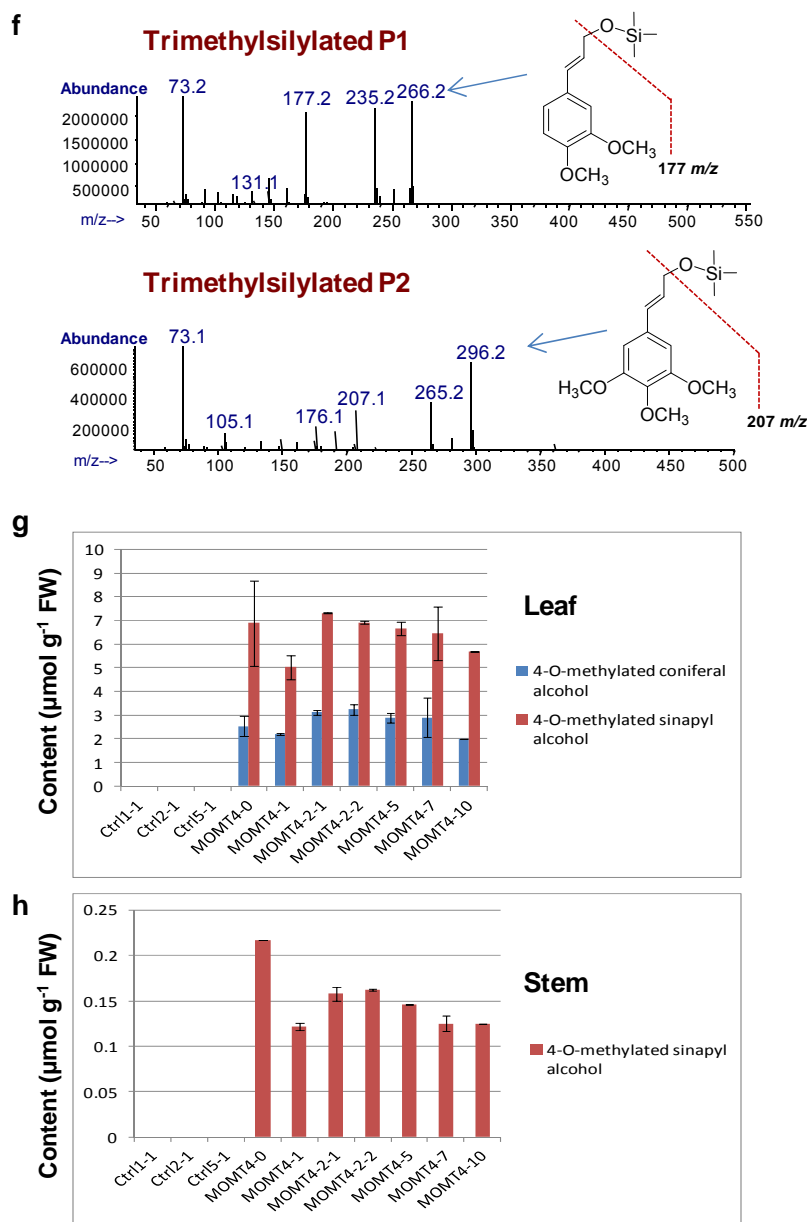 f
Trimethylsilylated P1
Abundance
73.2
177.2
235.2
266.2
131.1
2000000
1500000
1000000
500000
m/z-->
50 100 150 200 250 300 350 400 450 500 550
O
Si
OCH₃
OCH₃
177 m/z
Trimethylsilylated P2
Abundance
73.1
105.1
176.1
207.1
265.2
296.2
600000
400000
200000
m/z-->
50 100 150 200 250 300 350 400 450 500
O
Si
CH₃O
OCH₃
OCH₃
207 m/z
g
Content (µmol g⁻¹ FW)
10
9
8
7
6
5
4
3
2
1
0
Ctrl1-1
Ctrl2-1
Ctrl5-1
MOMT4-0
MOMT4-1
MOMT4-2-1
MOMT4-2-2
MOMT4-5
MOMT4-7
MOMT4-10
Leaf
4-O-methylated coniferal
alcohol
4-O-methylated sinapyl
alcohol
h
Content (µmol g⁻¹ FW)
0.25
0.2
0.15
0.1
0.05
0
Ctrl1-1
Ctrl2-1
Ctrl5-1
MOMT4-0
MOMT4-1
MOMT4-2-1
MOMT4-2-2
MOMT4-5
MOMT4-7
MOMT4-10
Stem
4-O-methylated sinapyl
alcohol